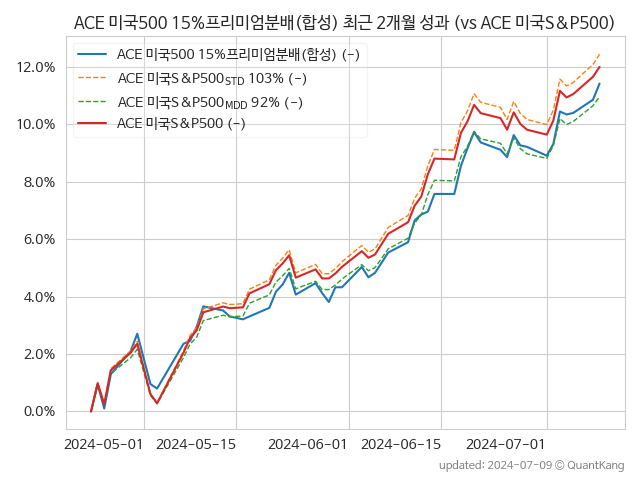 ACE 미국500 15%프리미엄분배(합성) 최근 2개월 성과 (vs ACE 미국S&P500)
ACE 미국500 15%프리미엄분배(합성) (-)
ACE 미국S&P500STD 103% (-)
ACE 미국S&P500MDD 92% (-)
ACE 미국S&P500 (-)
12.0%
10.0%
8.0%
6.0%
4.0%
2.0%
0.0%
2024-05-01 2024-05-15 2024-06-01 2024-06-15 2024-07-01
updated: 2024-07-09 © QuantKang